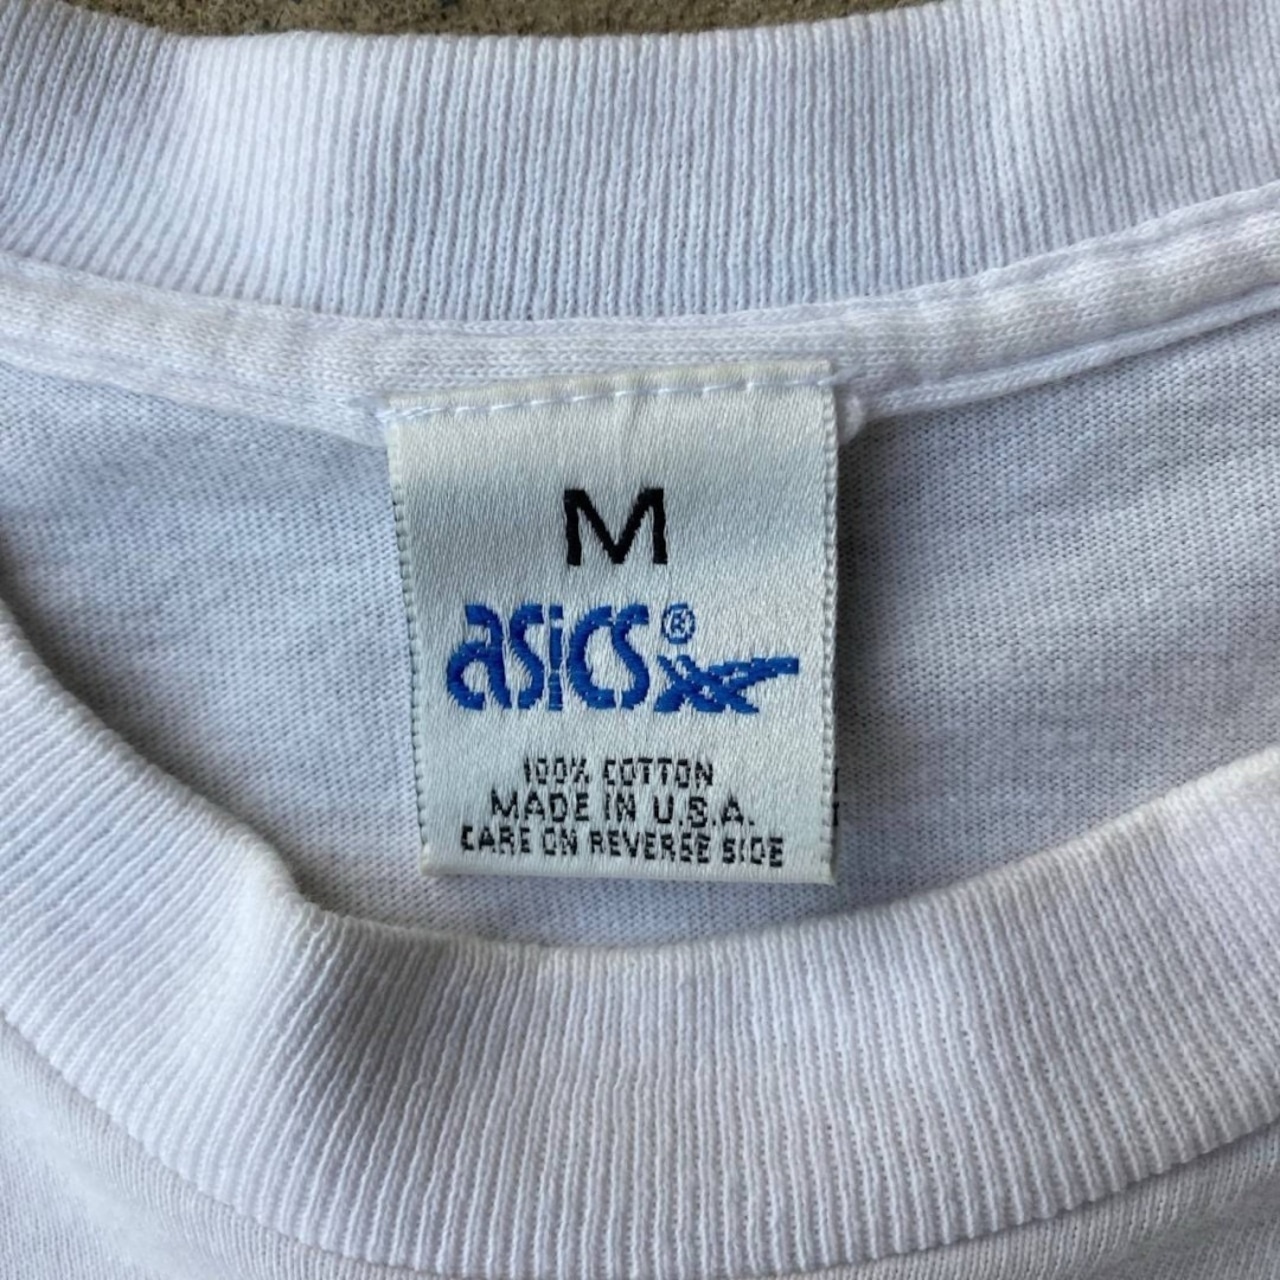 M
asics®
100% COTTON
MADE IN U.S.A.
CARE ON REVERSE SIDE